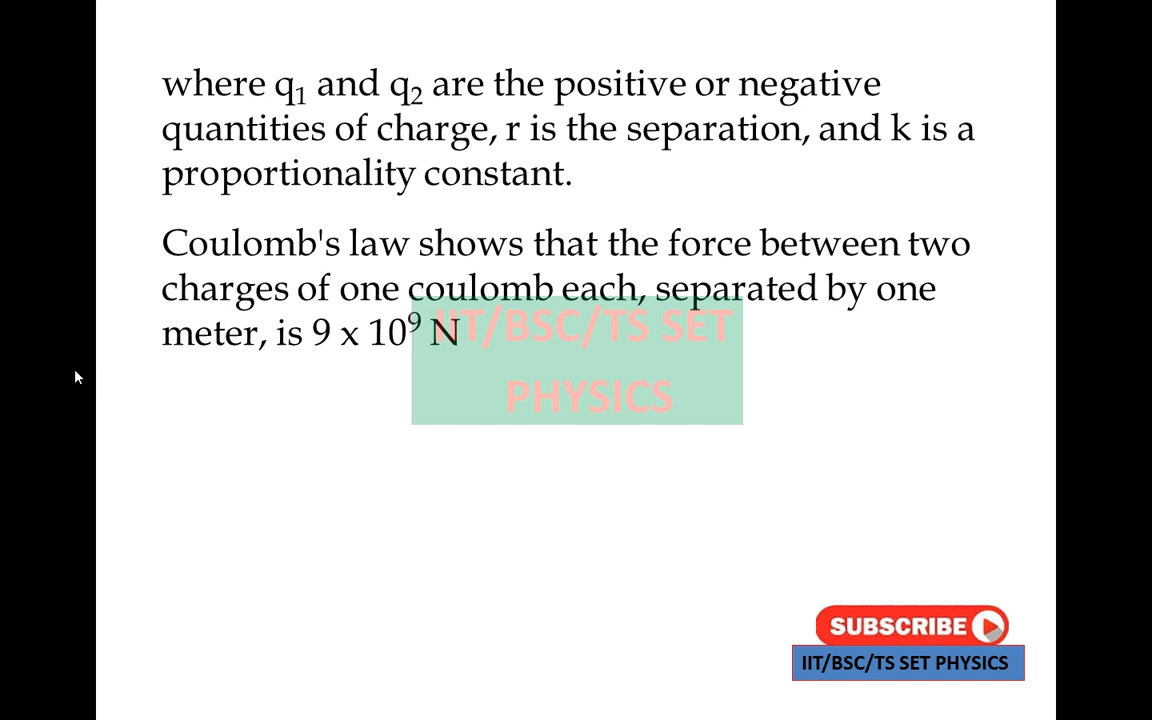 where q₁ and q₂ are the positive or negative
quantities of charge, r is the separation, and k is a
proportionality constant.
Coulomb's law shows that the force between two
charges of one coulomb each, separated by one
meter, is 9 x 10⁹ N
IIT/BSC/TS SET
PHYSICS
SUBSCRIBE
IIT/BSC/TS SET PHYSICS